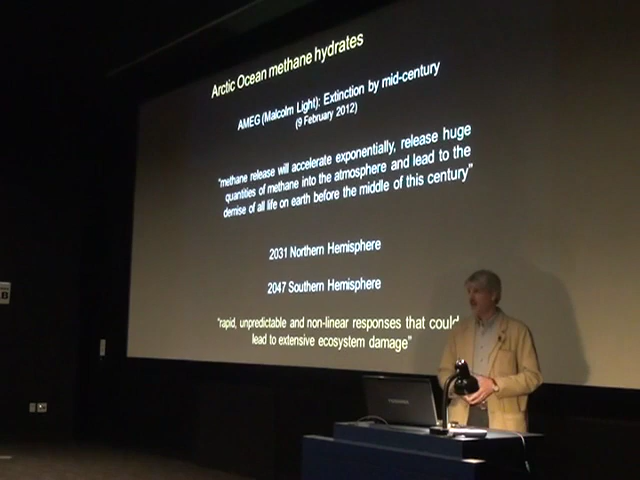 Arctic Ocean methane hydrates
AMEG (Malcolm Light): Extinction by mid-century
(9 February 2012)
"methane release will accelerate exponentially, release huge
quantities of methane into the atmosphere and lead to the
demise of all life on earth before the middle of this century"
2031 Northern Hemisphere
2047 Southern Hemisphere
"rapid, unpredictable and non-linear responses that could
lead to extensive ecosystem damage"